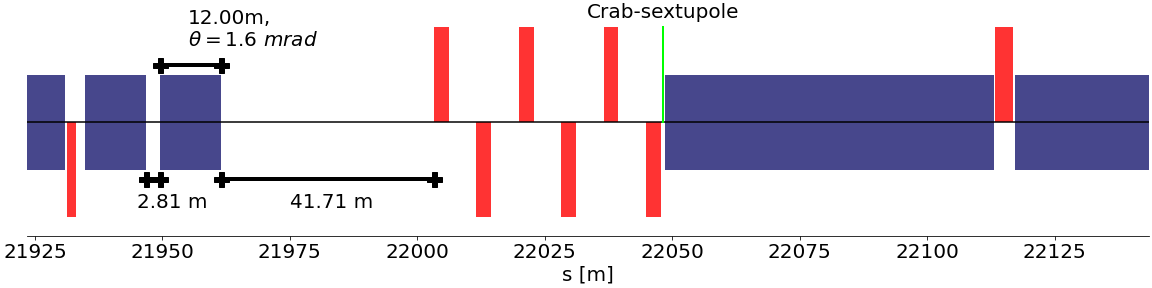 Crab-sextupole
12.00m,
θ = 1.6 mrad
2.81 m
41.71 m
21925 21950 21975 22000 22025 22050 22075 22100 22125
s [m]